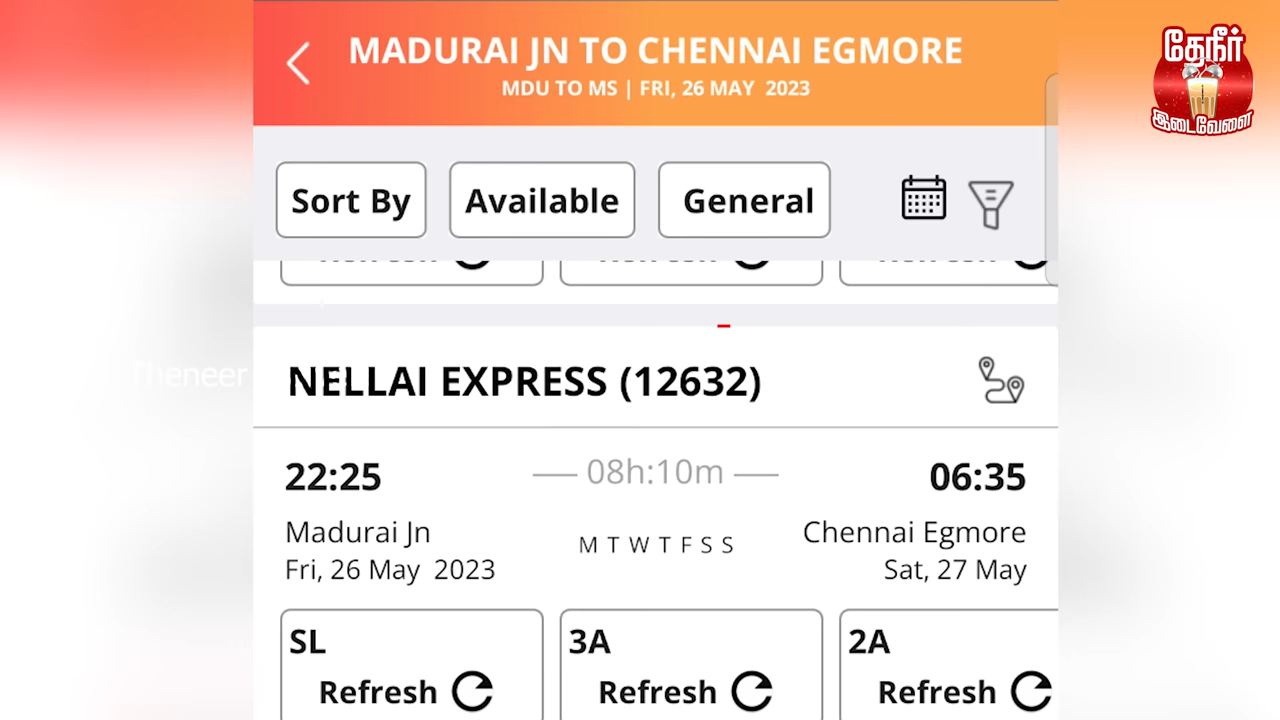 MADURAI JN TO CHENNAI EGMORE
MDU TO MS | FRI, 26 MAY 2023
தேநீர்
இடைவேளை
Sort By Available General
Theneer
NELLAI EXPRESS (12632)
22:25 08h:10m 06:35
Madurai Jn M T W T F S S Chennai Egmore
Fri, 26 May 2023 Sat, 27 May
SL 3A 2A
Refresh Refresh Refresh